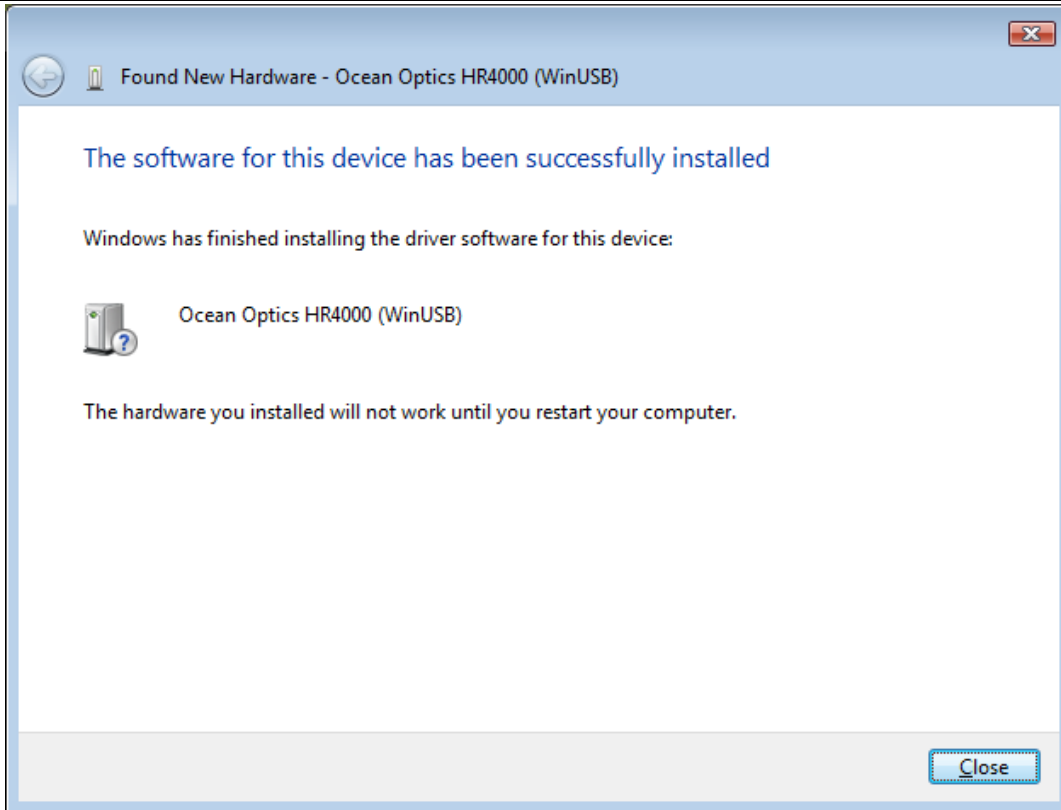 Found New Hardware - Ocean Optics HR4000 (WinUSB)
The software for this device has been successfully installed
Windows has finished installing the driver software for this device:
Ocean Optics HR4000 (WinUSB)
The hardware you installed will not work until you restart your computer.
Close